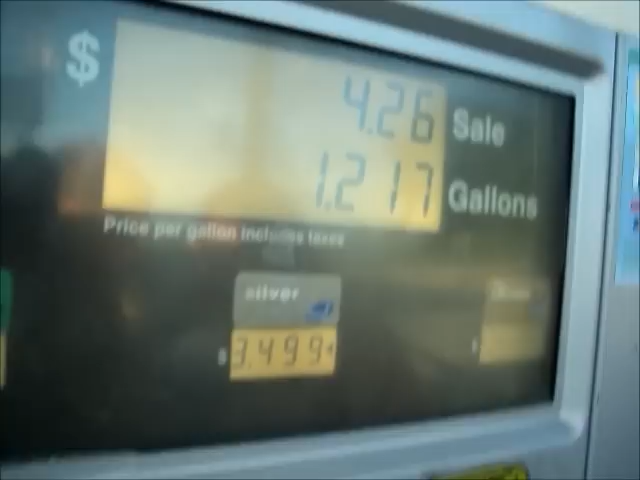 $ 4.26 Sale
1.217 Gallons
Price per gallon includes taxes
silver
3.499